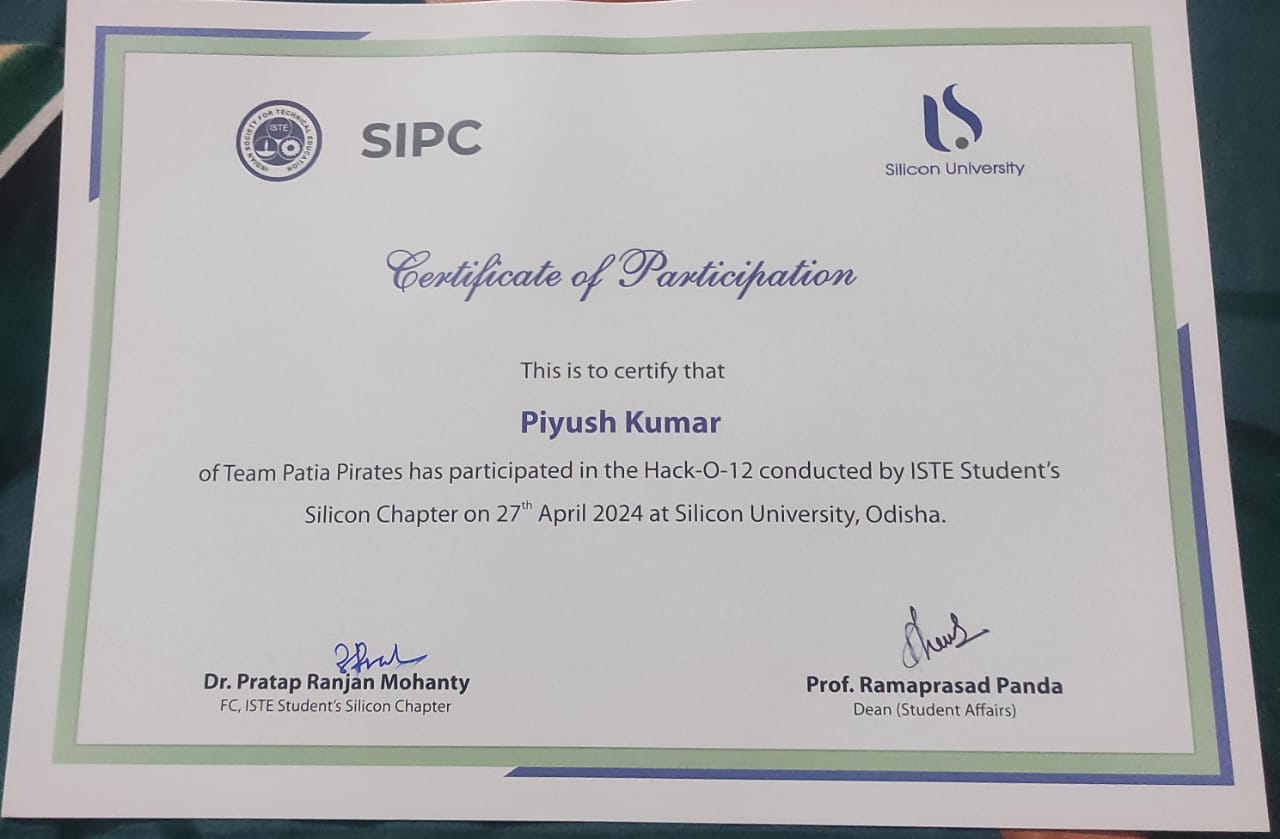 INDIAN SOCIETY FOR TECHNICAL EDUCATION
ISTE
SIPC
Silicon University
Certificate of Participation
This is to certify that
Piyush Kumar
of Team Patia Pirates has participated in the Hack-O-12 conducted by ISTE Student's
Silicon Chapter on 27th April 2024 at Silicon University, Odisha.
Dr. Pratap Ranjan Mohanty
FC, ISTE Student's Silicon Chapter
Prof. Ramaprasad Panda
Dean (Student Affairs)